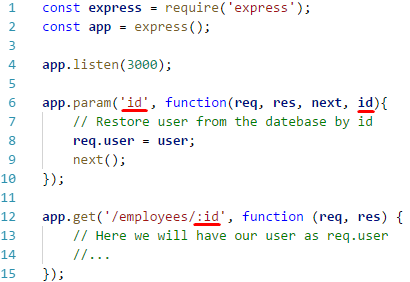 1 const express = require('express');
2 const app = express();
3
4 app.listen(3000);
5
6 app.param('id', function(req, res, next, id){
7 // Restore user from the datebase by id
8 req.user = user;
9 next();
10 });
11
12 app.get('/employees/:id', function (req, res) {
13 // Here we will have our user as req.user
14 //...
15 });